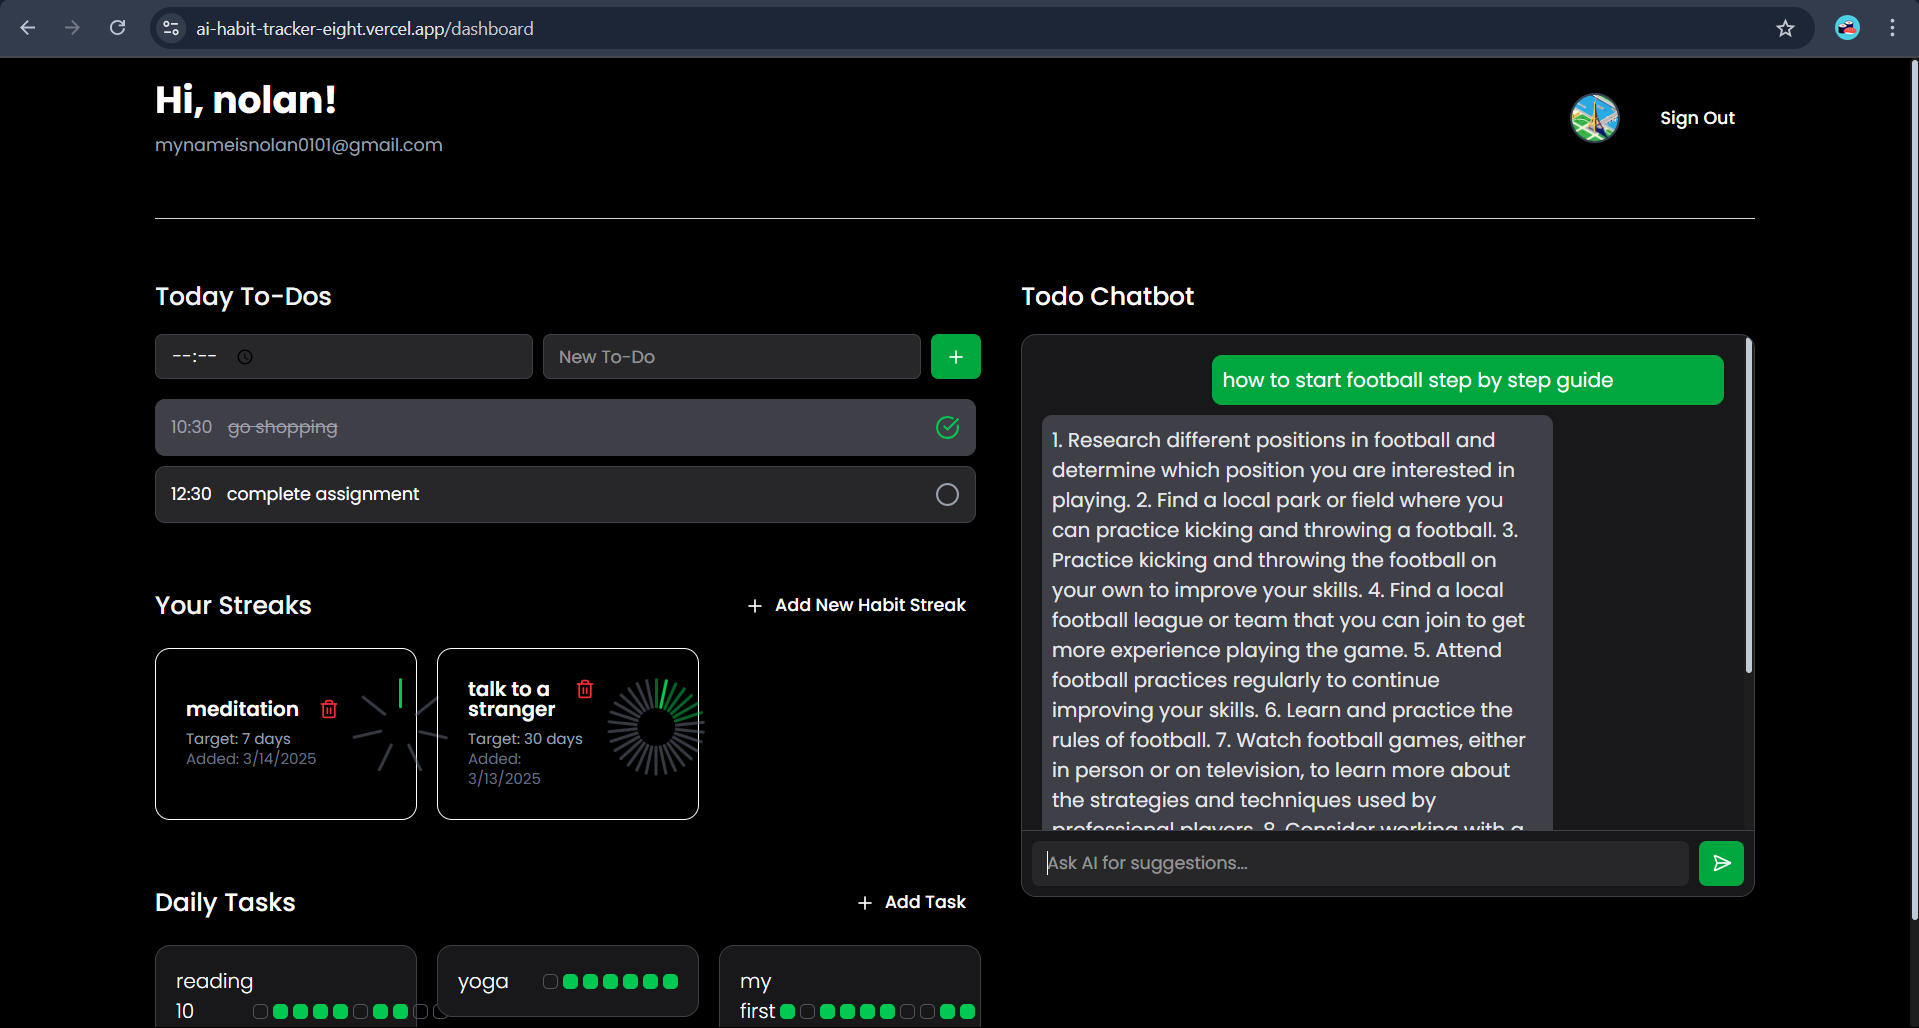 ai-habit-tracker-eight.vercel.app/dashboard
Hi, nolan!
mynameisnolan0101@gmail.com
Sign Out
Today To-Dos
--:--
New To-Do
10:30 go shopping
12:30 complete assignment
Your Streaks
Add New Habit Streak
meditation
Target: 7 days
Added: 3/14/2025
talk to a
stranger
Target: 30 days
Added:
3/13/2025
Daily Tasks
Add Task
reading
10
yoga
my
first
Todo Chatbot
how to start football step by step guide
1. Research different positions in football and
determine which position you are interested in
playing. 2. Find a local park or field where you
can practice kicking and throwing a football. 3.
Practice kicking and throwing the football on
your own to improve your skills. 4. Find a local
football league or team that you can join to get
more experience playing the game. 5. Attend
football practices regularly to continue
improving your skills. 6. Learn and practice the
rules of football. 7. Watch football games, either
in person or on television, to learn more about
the strategies and techniques used by
professional players. 8. Consider working with a
Ask AI for suggestions...